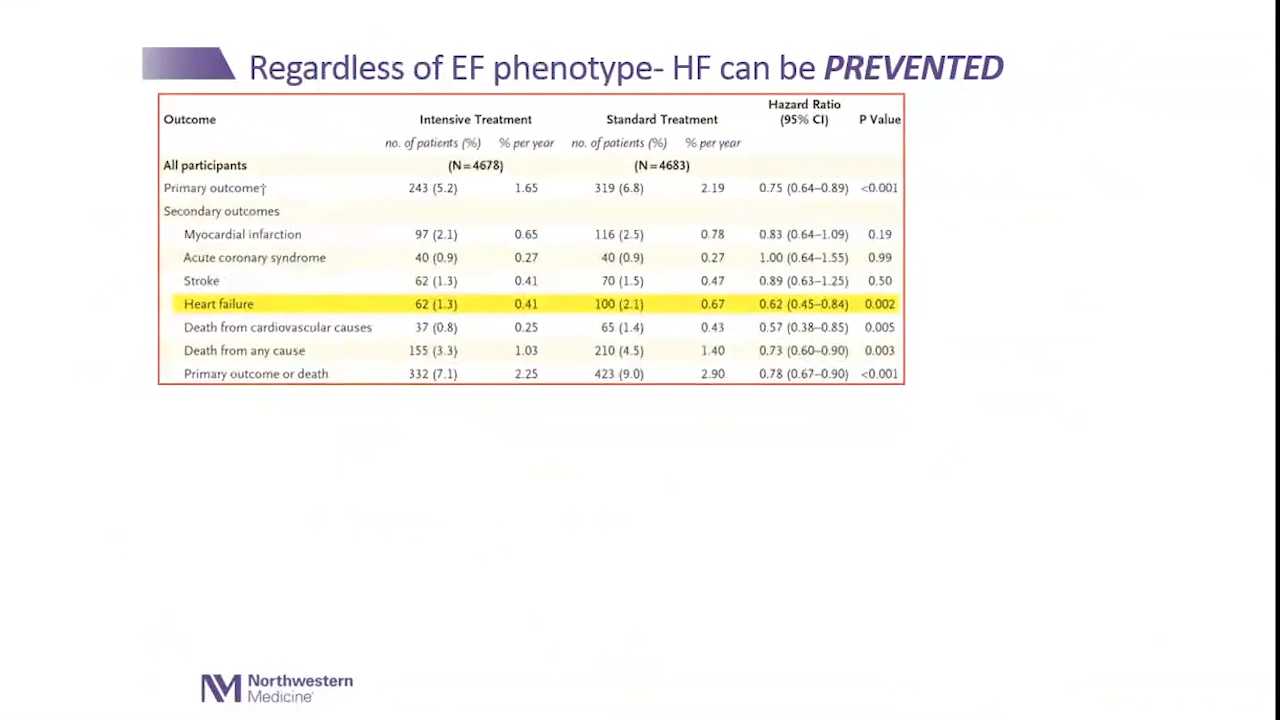 Regardless of EF phenotype- HF can be PREVENTED
Outcome Intensive Treatment Standard Treatment Hazard Ratio (95% CI) P Value
no. of patients (%) % per year no. of patients (%) % per year
All participants (N=4678) (N=4683)
Primary outcome† 243 (5.2) 1.65 319 (6.8) 2.19 0.75 (0.64–0.89) <0.001
Secondary outcomes
Myocardial infarction 97 (2.1) 0.65 116 (2.5) 0.78 0.83 (0.64–1.09) 0.19
Acute coronary syndrome 40 (0.9) 0.27 40 (0.9) 0.27 1.00 (0.64–1.55) 0.99
Stroke 62 (1.3) 0.41 70 (1.5) 0.47 0.89 (0.63–1.25) 0.50
Heart failure 62 (1.3) 0.41 100 (2.1) 0.67 0.62 (0.45–0.84) 0.002
Death from cardiovascular causes 37 (0.8) 0.25 65 (1.4) 0.43 0.57 (0.38–0.85) 0.005
Death from any cause 155 (3.3) 1.03 210 (4.5) 1.40 0.73 (0.60–0.90) 0.003
Primary outcome or death 332 (7.1) 2.25 423 (9.0) 2.90 0.78 (0.67–0.90) <0.001
NM Northwestern
Medicine